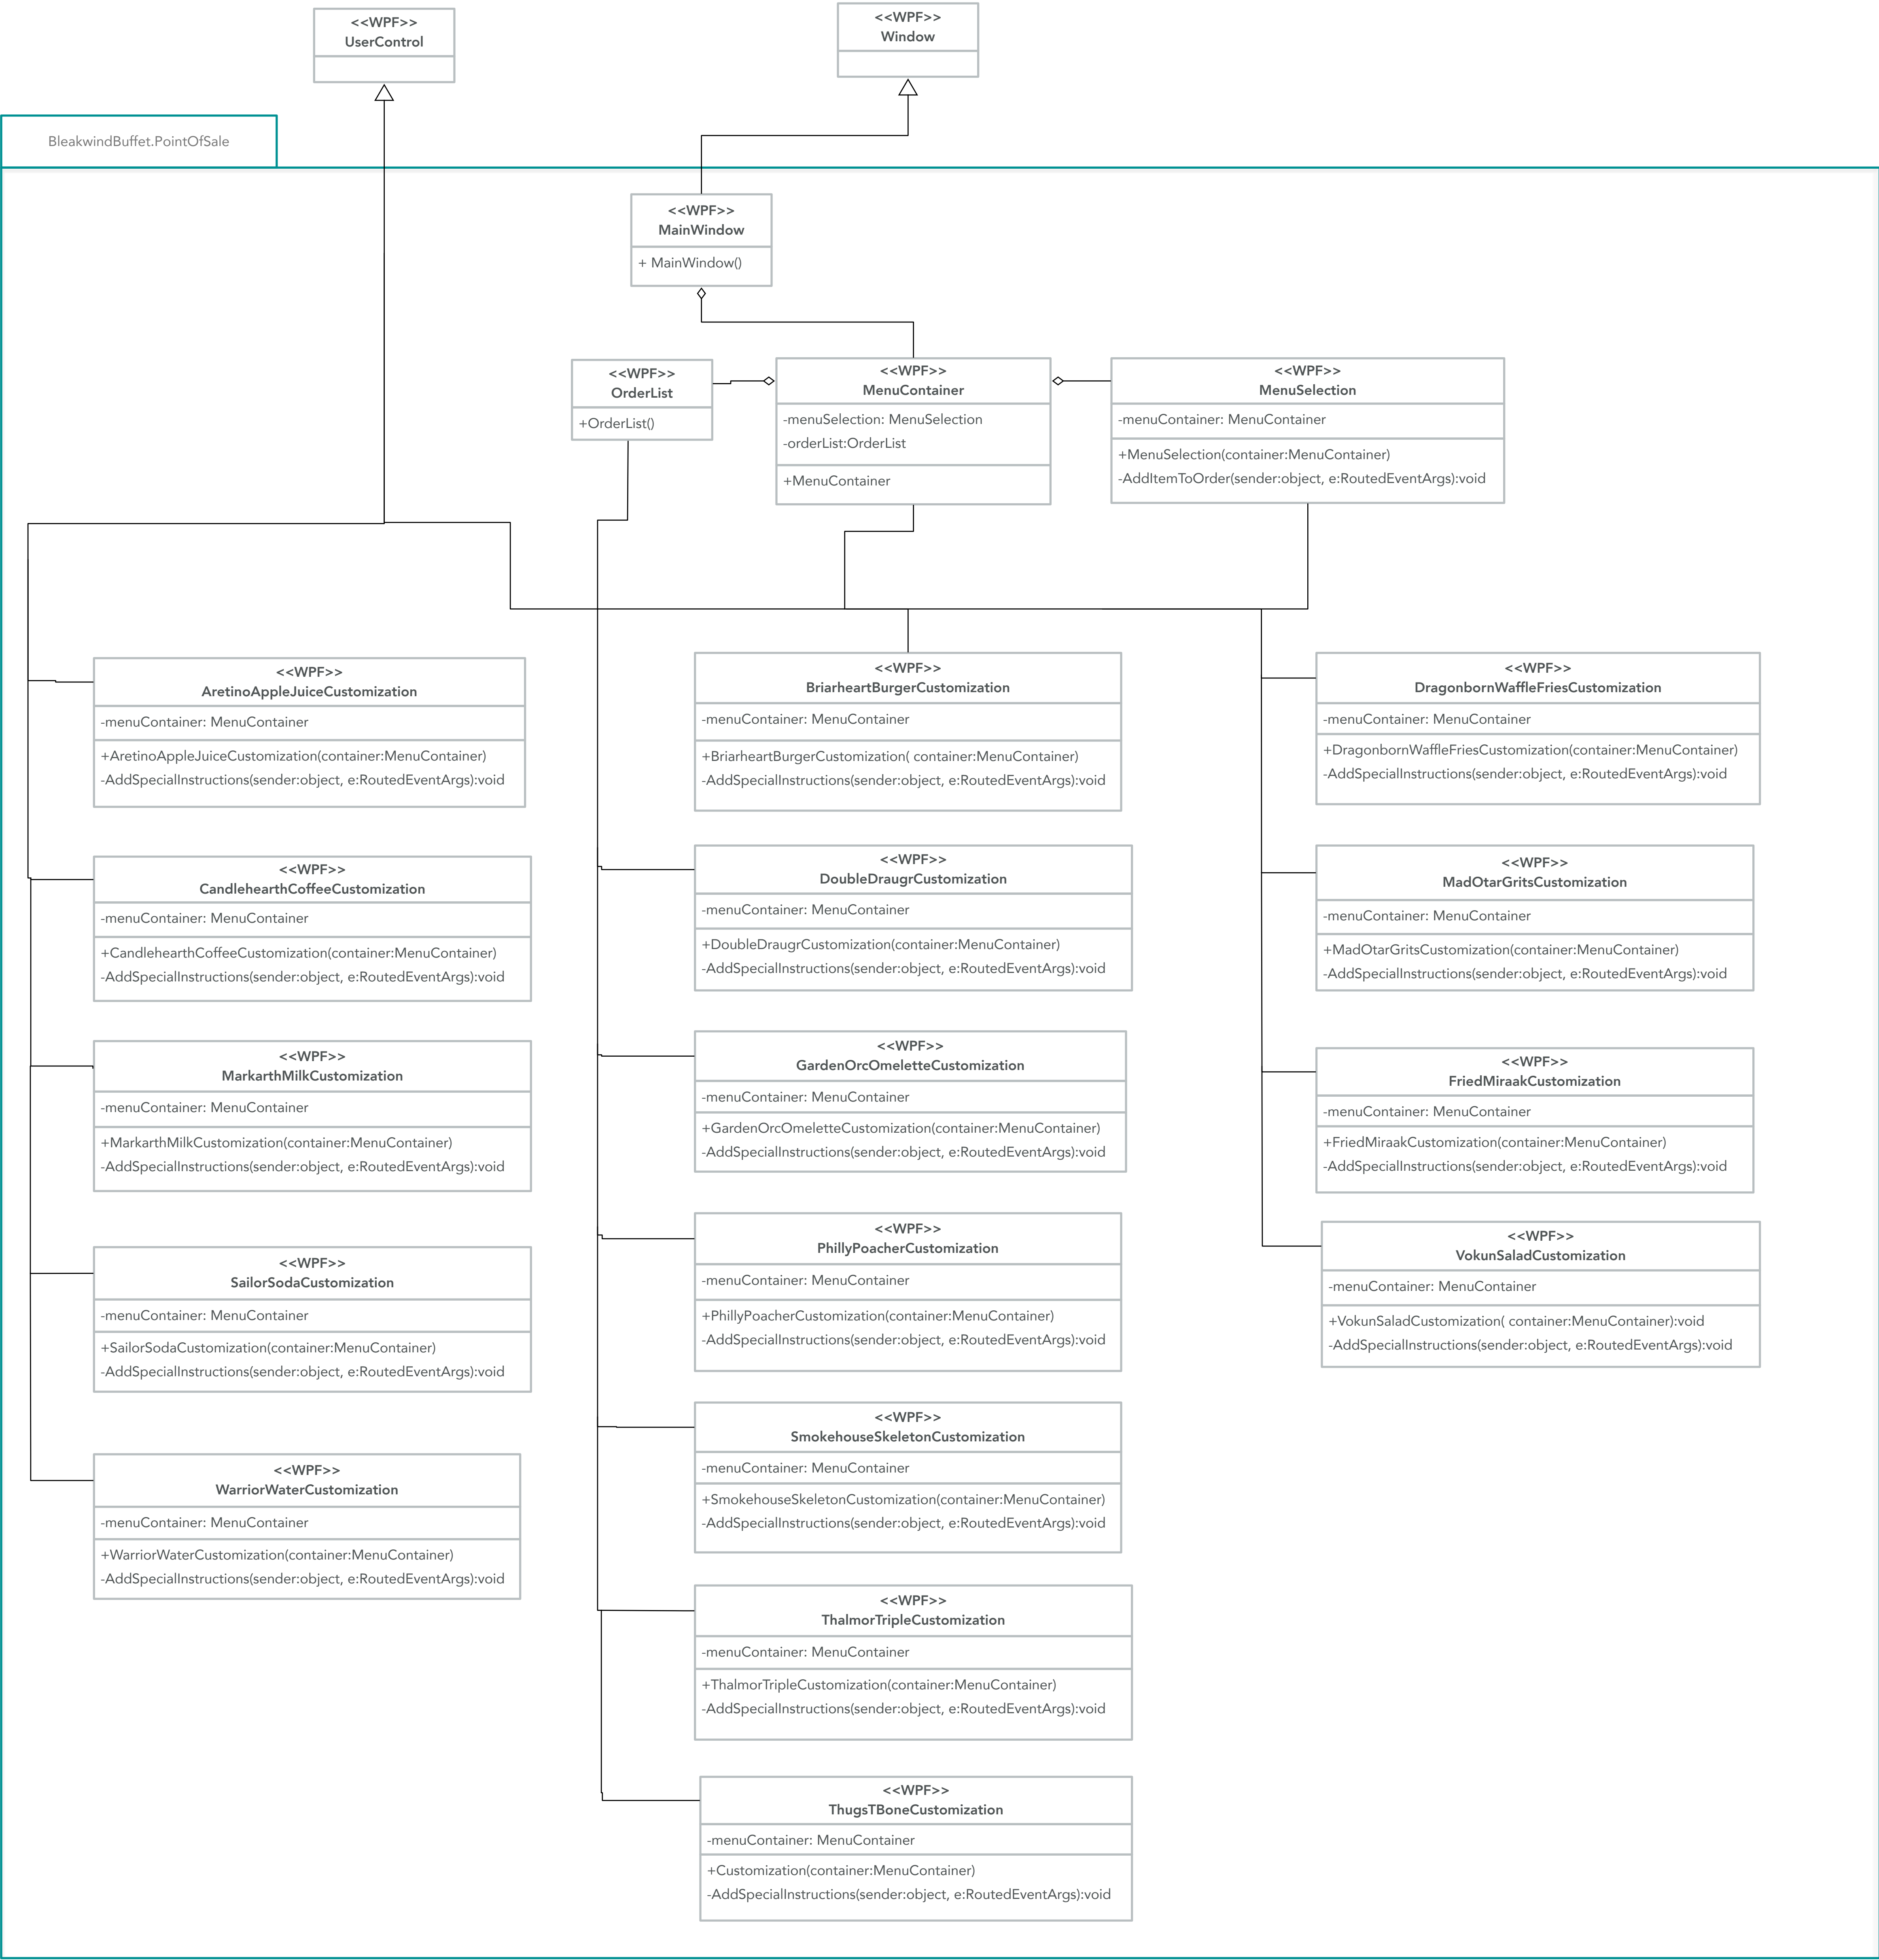 <<WPF>>
UserControl
<<WPF>>
Window
BleakwindBuffet.PointOfSale
<<WPF>>
MainWindow
+ MainWindow()
<<WPF>>
OrderList
+OrderList()
<<WPF>>
MenuContainer
-menuSelection: MenuSelection
-orderList:OrderList
+MenuContainer
<<WPF>>
MenuSelection
-menuContainer: MenuContainer
+MenuSelection(container:MenuContainer)
-AddItemToOrder(sender:object, e:RoutedEventArgs):void
<<WPF>>
AretinoAppleJuiceCustomization
-menuContainer: MenuContainer
+AretinoAppleJuiceCustomization(container:MenuContainer)
-AddSpecialInstructions(sender:object, e:RoutedEventArgs):void
<<WPF>>
CandlehearthCoffeeCustomization
-menuContainer: MenuContainer
+CandlehearthCoffeeCustomization(container:MenuContainer)
-AddSpecialInstructions(sender:object, e:RoutedEventArgs):void
<<WPF>>
MarkarthMilkCustomization
-menuContainer: MenuContainer
+MarkarthMilkCustomization(container:MenuContainer)
-AddSpecialInstructions(sender:object, e:RoutedEventArgs):void
<<WPF>>
SailorSodaCustomization
-menuContainer: MenuContainer
+SailorSodaCustomization(container:MenuContainer)
-AddSpecialInstructions(sender:object, e:RoutedEventArgs):void
<<WPF>>
WarriorWaterCustomization
-menuContainer: MenuContainer
+WarriorWaterCustomization(container:MenuContainer)
-AddSpecialInstructions(sender:object, e:RoutedEventArgs):void
<<WPF>>
BriarheartBurgerCustomization
-menuContainer: MenuContainer
+BriarheartBurgerCustomization( container:MenuContainer)
-AddSpecialInstructions(sender:object, e:RoutedEventArgs):void
<<WPF>>
DoubleDraugrCustomization
-menuContainer: MenuContainer
+DoubleDraugrCustomization(container:MenuContainer)
-AddSpecialInstructions(sender:object, e:RoutedEventArgs):void
<<WPF>>
GardenOrcOmeletteCustomization
-menuContainer: MenuContainer
+GardenOrcOmeletteCustomization(container:MenuContainer)
-AddSpecialInstructions(sender:object, e:RoutedEventArgs):void
<<WPF>>
PhillyPoacherCustomization
-menuContainer: MenuContainer
+PhillyPoacherCustomization(container:MenuContainer)
-AddSpecialInstructions(sender:object, e:RoutedEventArgs):void
<<WPF>>
SmokehouseSkeletonCustomization
-menuContainer: MenuContainer
+SmokehouseSkeletonCustomization(container:MenuContainer)
-AddSpecialInstructions(sender:object, e:RoutedEventArgs):void
<<WPF>>
ThalmorTripleCustomization
-menuContainer: MenuContainer
+ThalmorTripleCustomization(container:MenuContainer)
-AddSpecialInstructions(sender:object, e:RoutedEventArgs):void
<<WPF>>
ThugsTBoneCustomization
-menuContainer: MenuContainer
+Customization(container:MenuContainer)
-AddSpecialInstructions(sender:object, e:RoutedEventArgs):void
<<WPF>>
DragonbornWaffleFriesCustomization
-menuContainer: MenuContainer
+DragonbornWaffleFriesCustomization(container:MenuContainer)
-AddSpecialInstructions(sender:object, e:RoutedEventArgs):void
<<WPF>>
MadOtarGritsCustomization
-menuContainer: MenuContainer
+MadOtarGritsCustomization(container:MenuContainer)
-AddSpecialInstructions(sender:object, e:RoutedEventArgs):void
<<WPF>>
FriedMiraakCustomization
-menuContainer: MenuContainer
+FriedMiraakCustomization(container:MenuContainer)
-AddSpecialInstructions(sender:object, e:RoutedEventArgs):void
<<WPF>>
VokunSaladCustomization
-menuContainer: MenuContainer
+VokunSaladCustomization( container:MenuContainer):void
-AddSpecialInstructions(sender:object, e:RoutedEventArgs):void